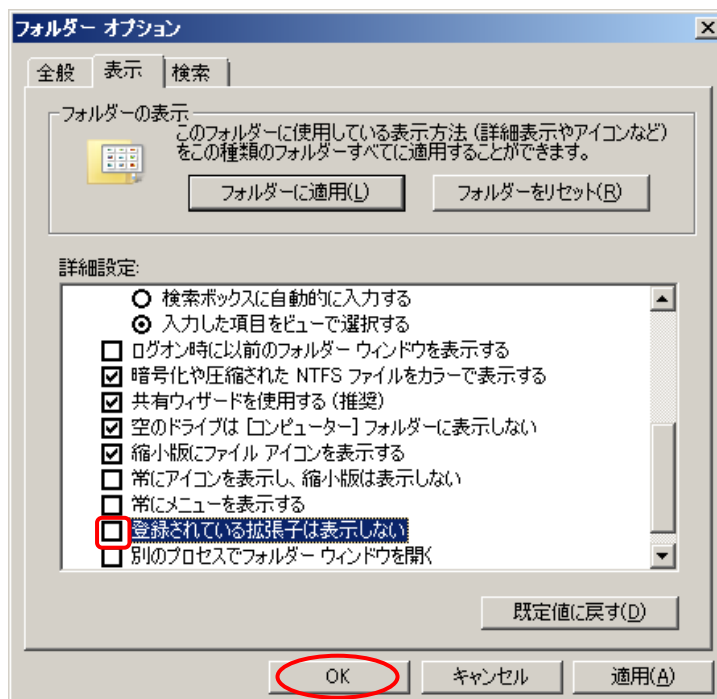 フォルダー オプション
全般 表示 検索
フォルダーの表示
このフォルダーに使用している表示方法 (詳細表示やアイコンなど)
をこの種類のフォルダーすべてに適用することができます。
フォルダーに適用(L) フォルダーをリセット(R)
詳細設定:
検索ボックスに自動的に入力する
入力した項目をビューで選択する
ログオン時に以前のフォルダー ウィンドウを表示する
暗号化や圧縮された NTFS ファイルをカラーで表示する
共有ウィザードを使用する (推奨)
空のドライブは [コンピューター] フォルダーに表示しない
縮小版にファイル アイコンを表示する
常にアイコンを表示し、縮小版は表示しない
常にメニューを表示する
登録されている拡張子は表示しない
別のプロセスでフォルダー ウィンドウを開く
既定値に戻す(D)
OK キャンセル 適用(A)